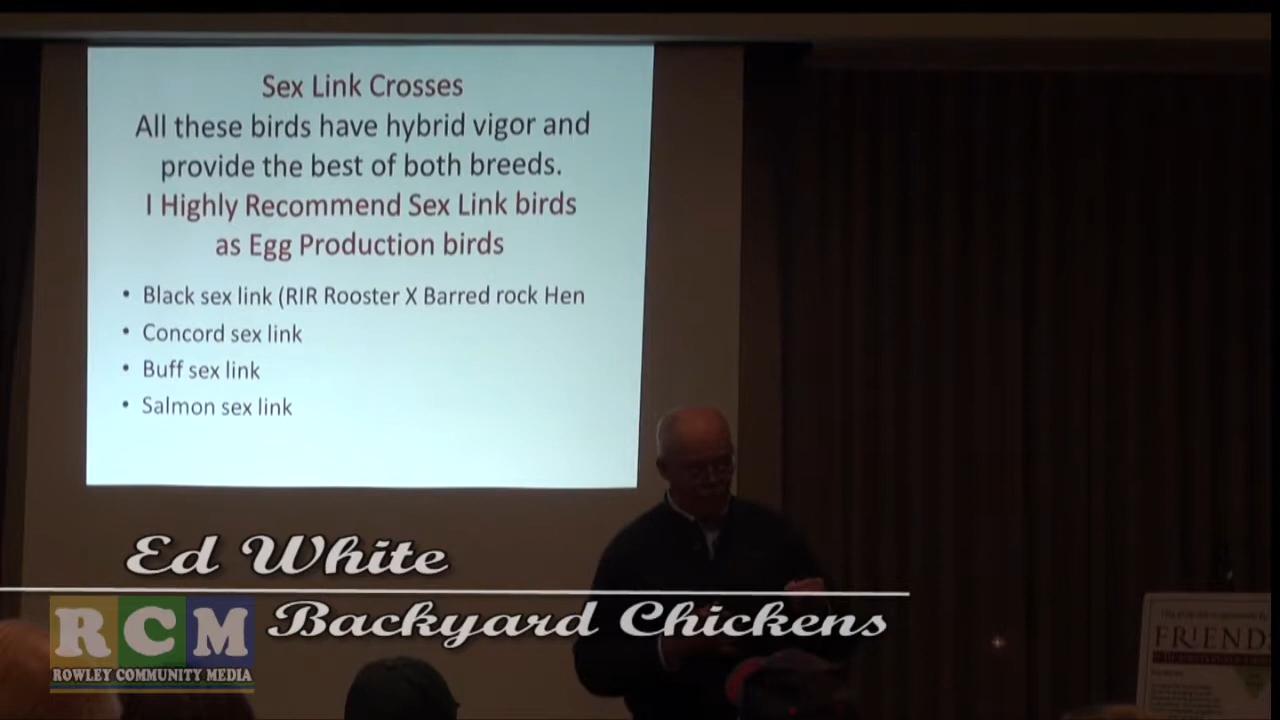 Sex Link Crosses
All these birds have hybrid vigor and
provide the best of both breeds.
I Highly Recommend Sex Link birds
as Egg Production birds
• Black sex link (RIR Rooster X Barred rock Hen
• Concord sex link
• Buff sex link
• Salmon sex link
Ed White
Backyard Chickens
RCM
ROWLEY COMMUNITY MEDIA
FRIEND